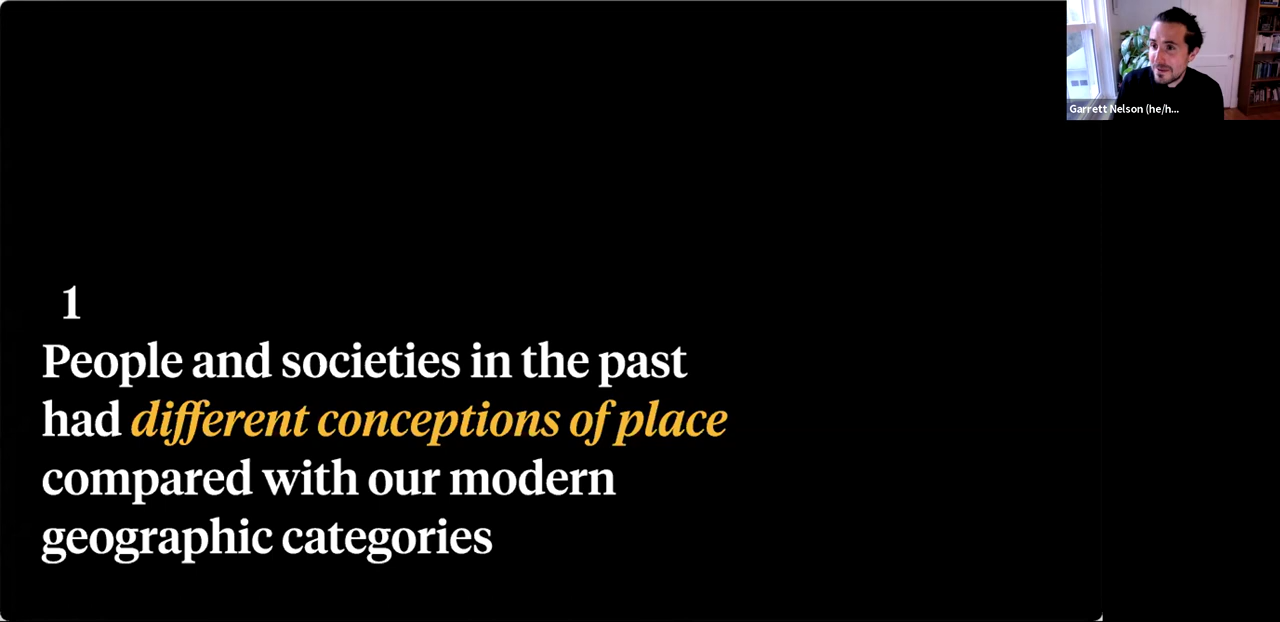 Garrett Nelson (he/h...
1
People and societies in the past
had different conceptions of place
compared with our modern
geographic categories